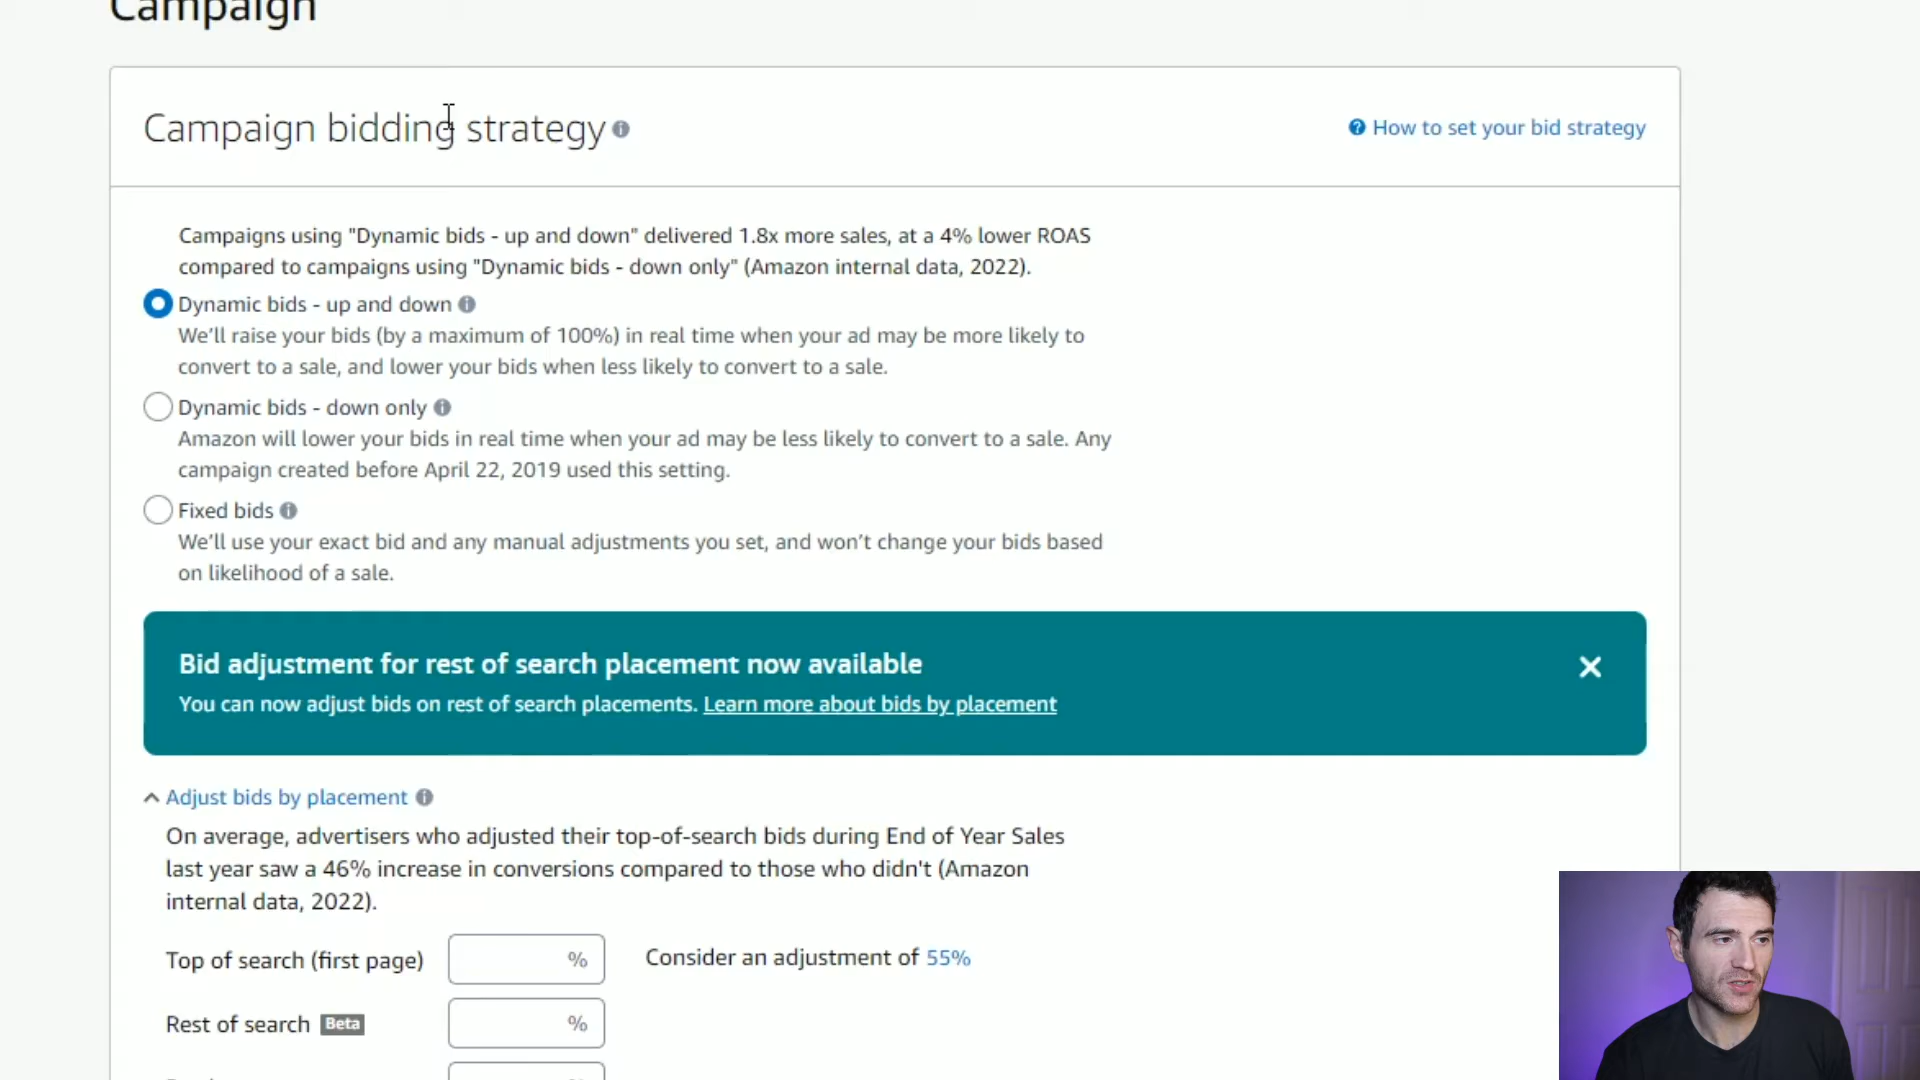 Campaign
Campaign bidding strategy
How to set your bid strategy
Campaigns using "Dynamic bids - up and down" delivered 1.8x more sales, at a 4% lower ROAS
compared to campaigns using "Dynamic bids - down only" (Amazon internal data, 2022).
Dynamic bids - up and down
We'll raise your bids (by a maximum of 100%) in real time when your ad may be more likely to
convert to a sale, and lower your bids when less likely to convert to a sale.
Dynamic bids - down only
Amazon will lower your bids in real time when your ad may be less likely to convert to a sale. Any
campaign created before April 22, 2019 used this setting.
Fixed bids
We'll use your exact bid and any manual adjustments you set, and won't change your bids based
on likelihood of a sale.
Bid adjustment for rest of search placement now available
You can now adjust bids on rest of search placements. Learn more about bids by placement
Adjust bids by placement
On average, advertisers who adjusted their top-of-search bids during End of Year Sales
last year saw a 46% increase in conversions compared to those who didn't (Amazon
internal data, 2022).
Top of search (first page) % Consider an adjustment of 55%
Rest of search Beta %